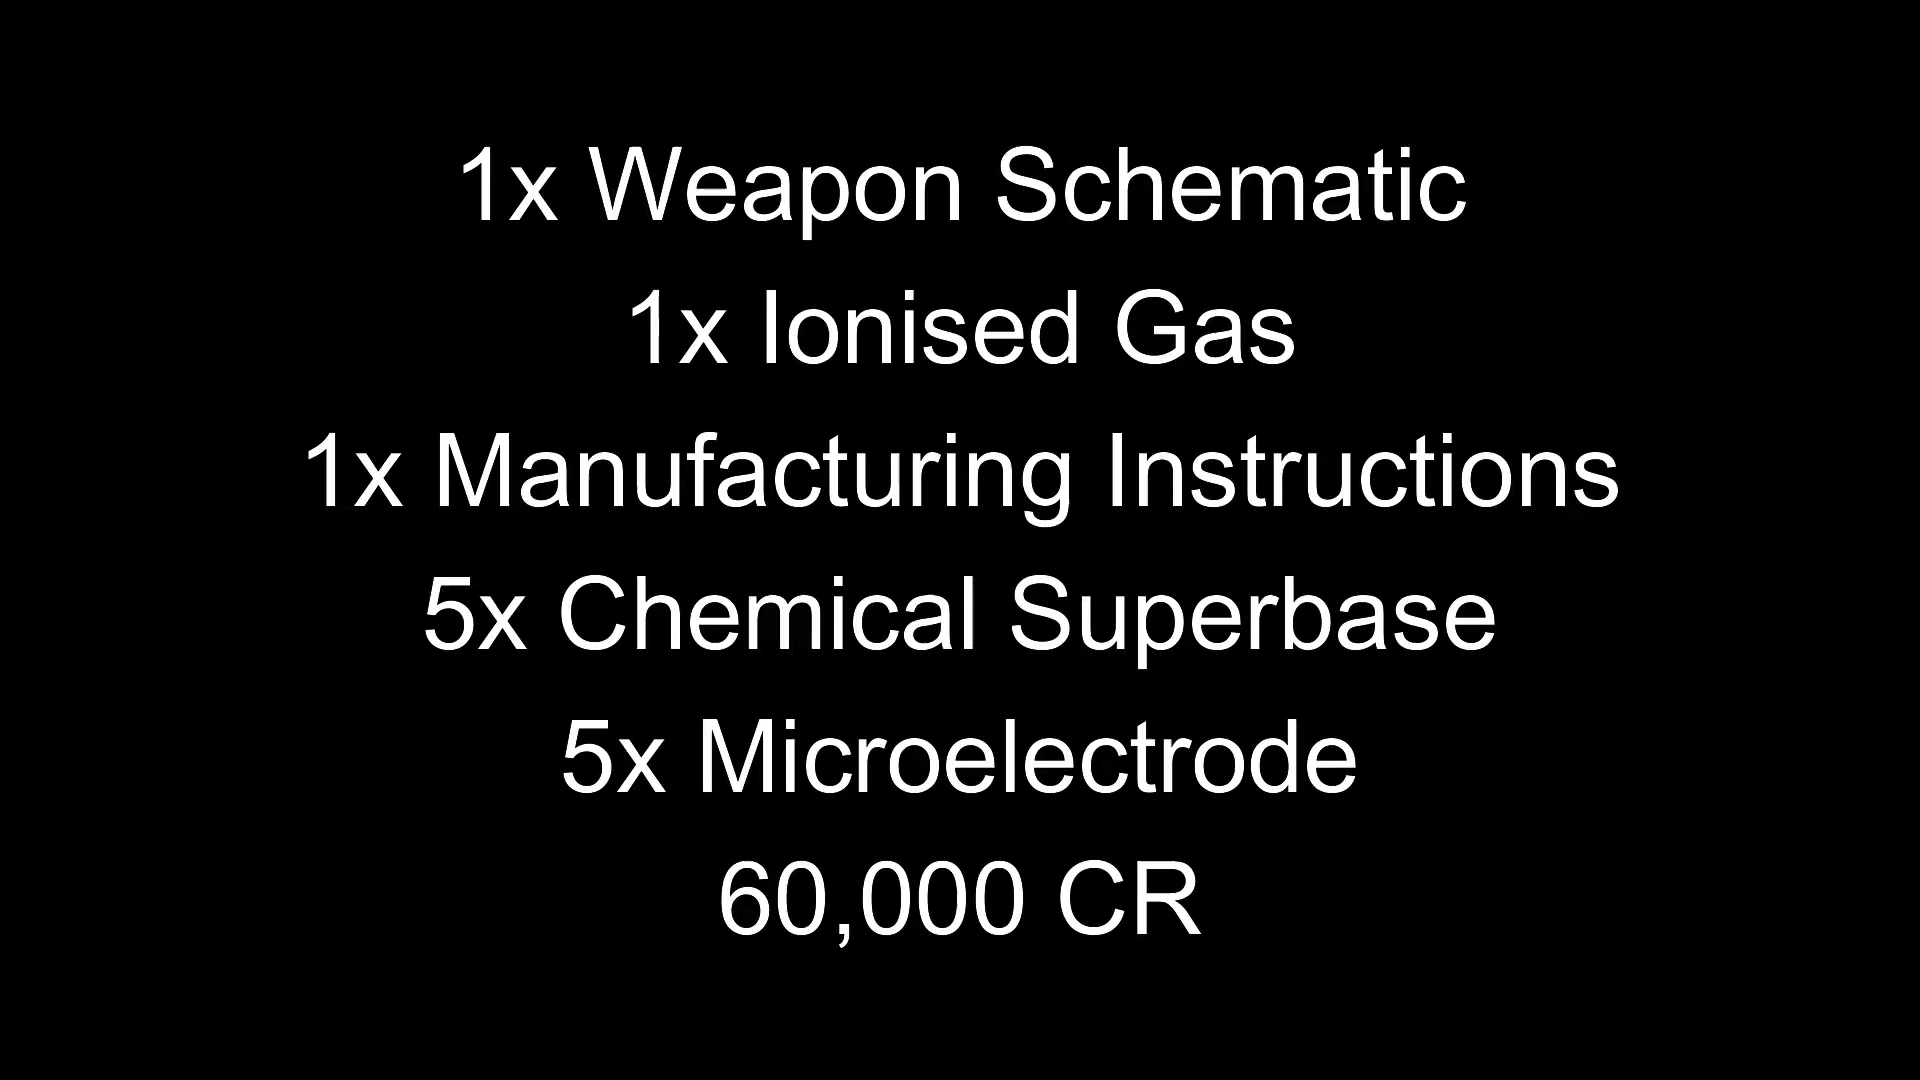 1x Weapon Schematic
1x Ionised Gas
1x Manufacturing Instructions
5x Chemical Superbase
5x Microelectrode
60,000 CR